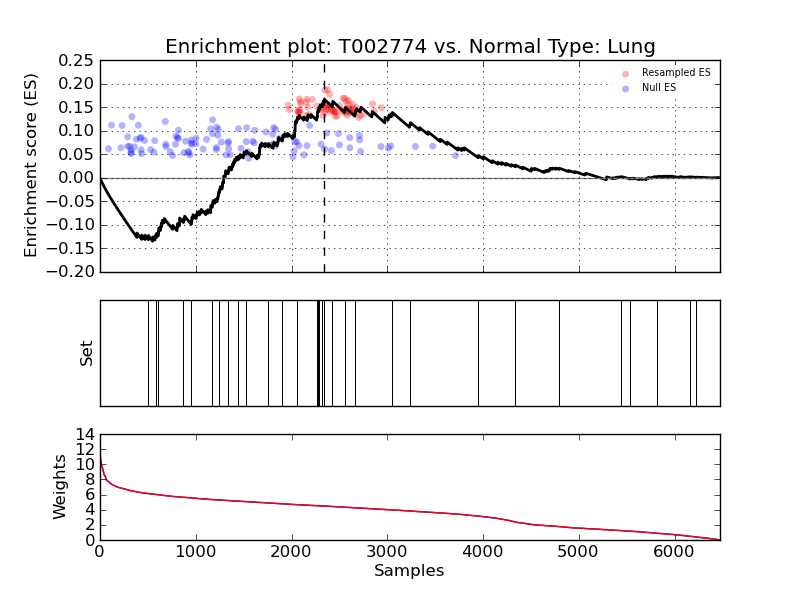 Enrichment plot: T002774 vs. Normal Type: Lung
Enrichment score (ES)
0.25
0.20
0.15
0.10
0.05
0.00
−0.05
−0.10
−0.15
−0.20
Resampled ES
Null ES
Set
Weights
14
12
10
8
6
4
2
0
0 1000 2000 3000 4000 5000 6000
Samples